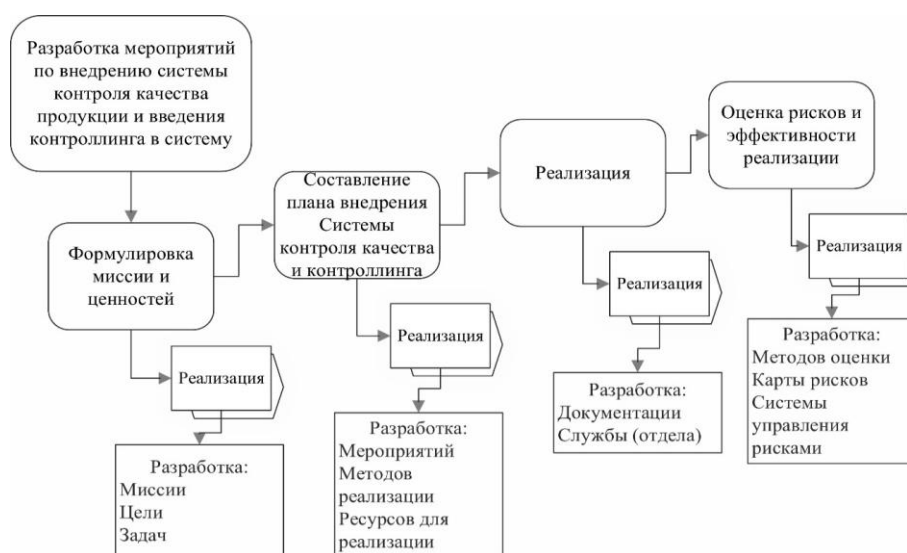 Разработка мероприятий
по внедрению системы
контроля качества
продукции и введения
контроллинга в систему
Формулировка
миссии и
ценностей
Реализация
Разработка:
Миссии
Цели
Задач
Составление
плана внедрения
Системы
контроля качества
и контроллинга
Реализация
Разработка:
Мероприятий
Методов
реализации
Ресурсов для
реализации
Реализация
Реализация
Разработка:
Документации
Службы (отдела)
Оценка рисков и
эффективности
реализации
Реализация
Разработка:
Методов оценки
Карты рисков
Системы
управления
рисками